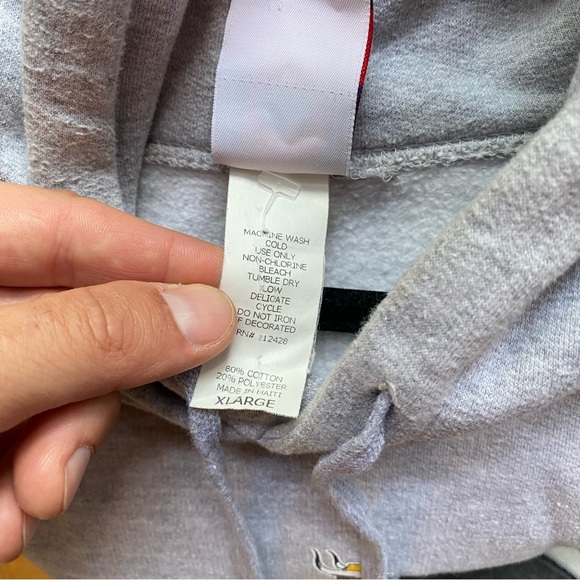 MACHINE WASH
COLD
USE ONLY
NON-CHLORINE
BLEACH
TUMBLE DRY
LOW
DELICATE
CYCLE
DO NOT IRON
IF DECORATED
RN# 112428
80% COTTON
20% POLYESTER
MADE IN HAITI
XLARGE